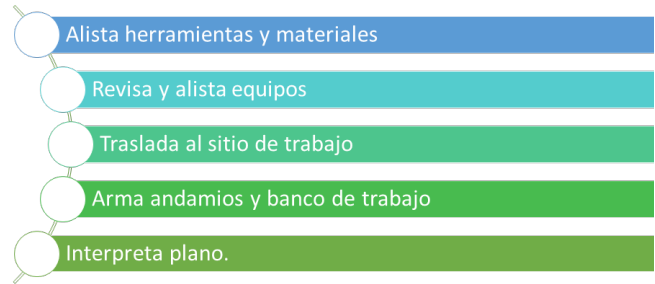 Alista herramientas y materiales
Revisa y alista equipos
Traslada al sitio de trabajo
Arma andamios y banco de trabajo
Interpreta plano.